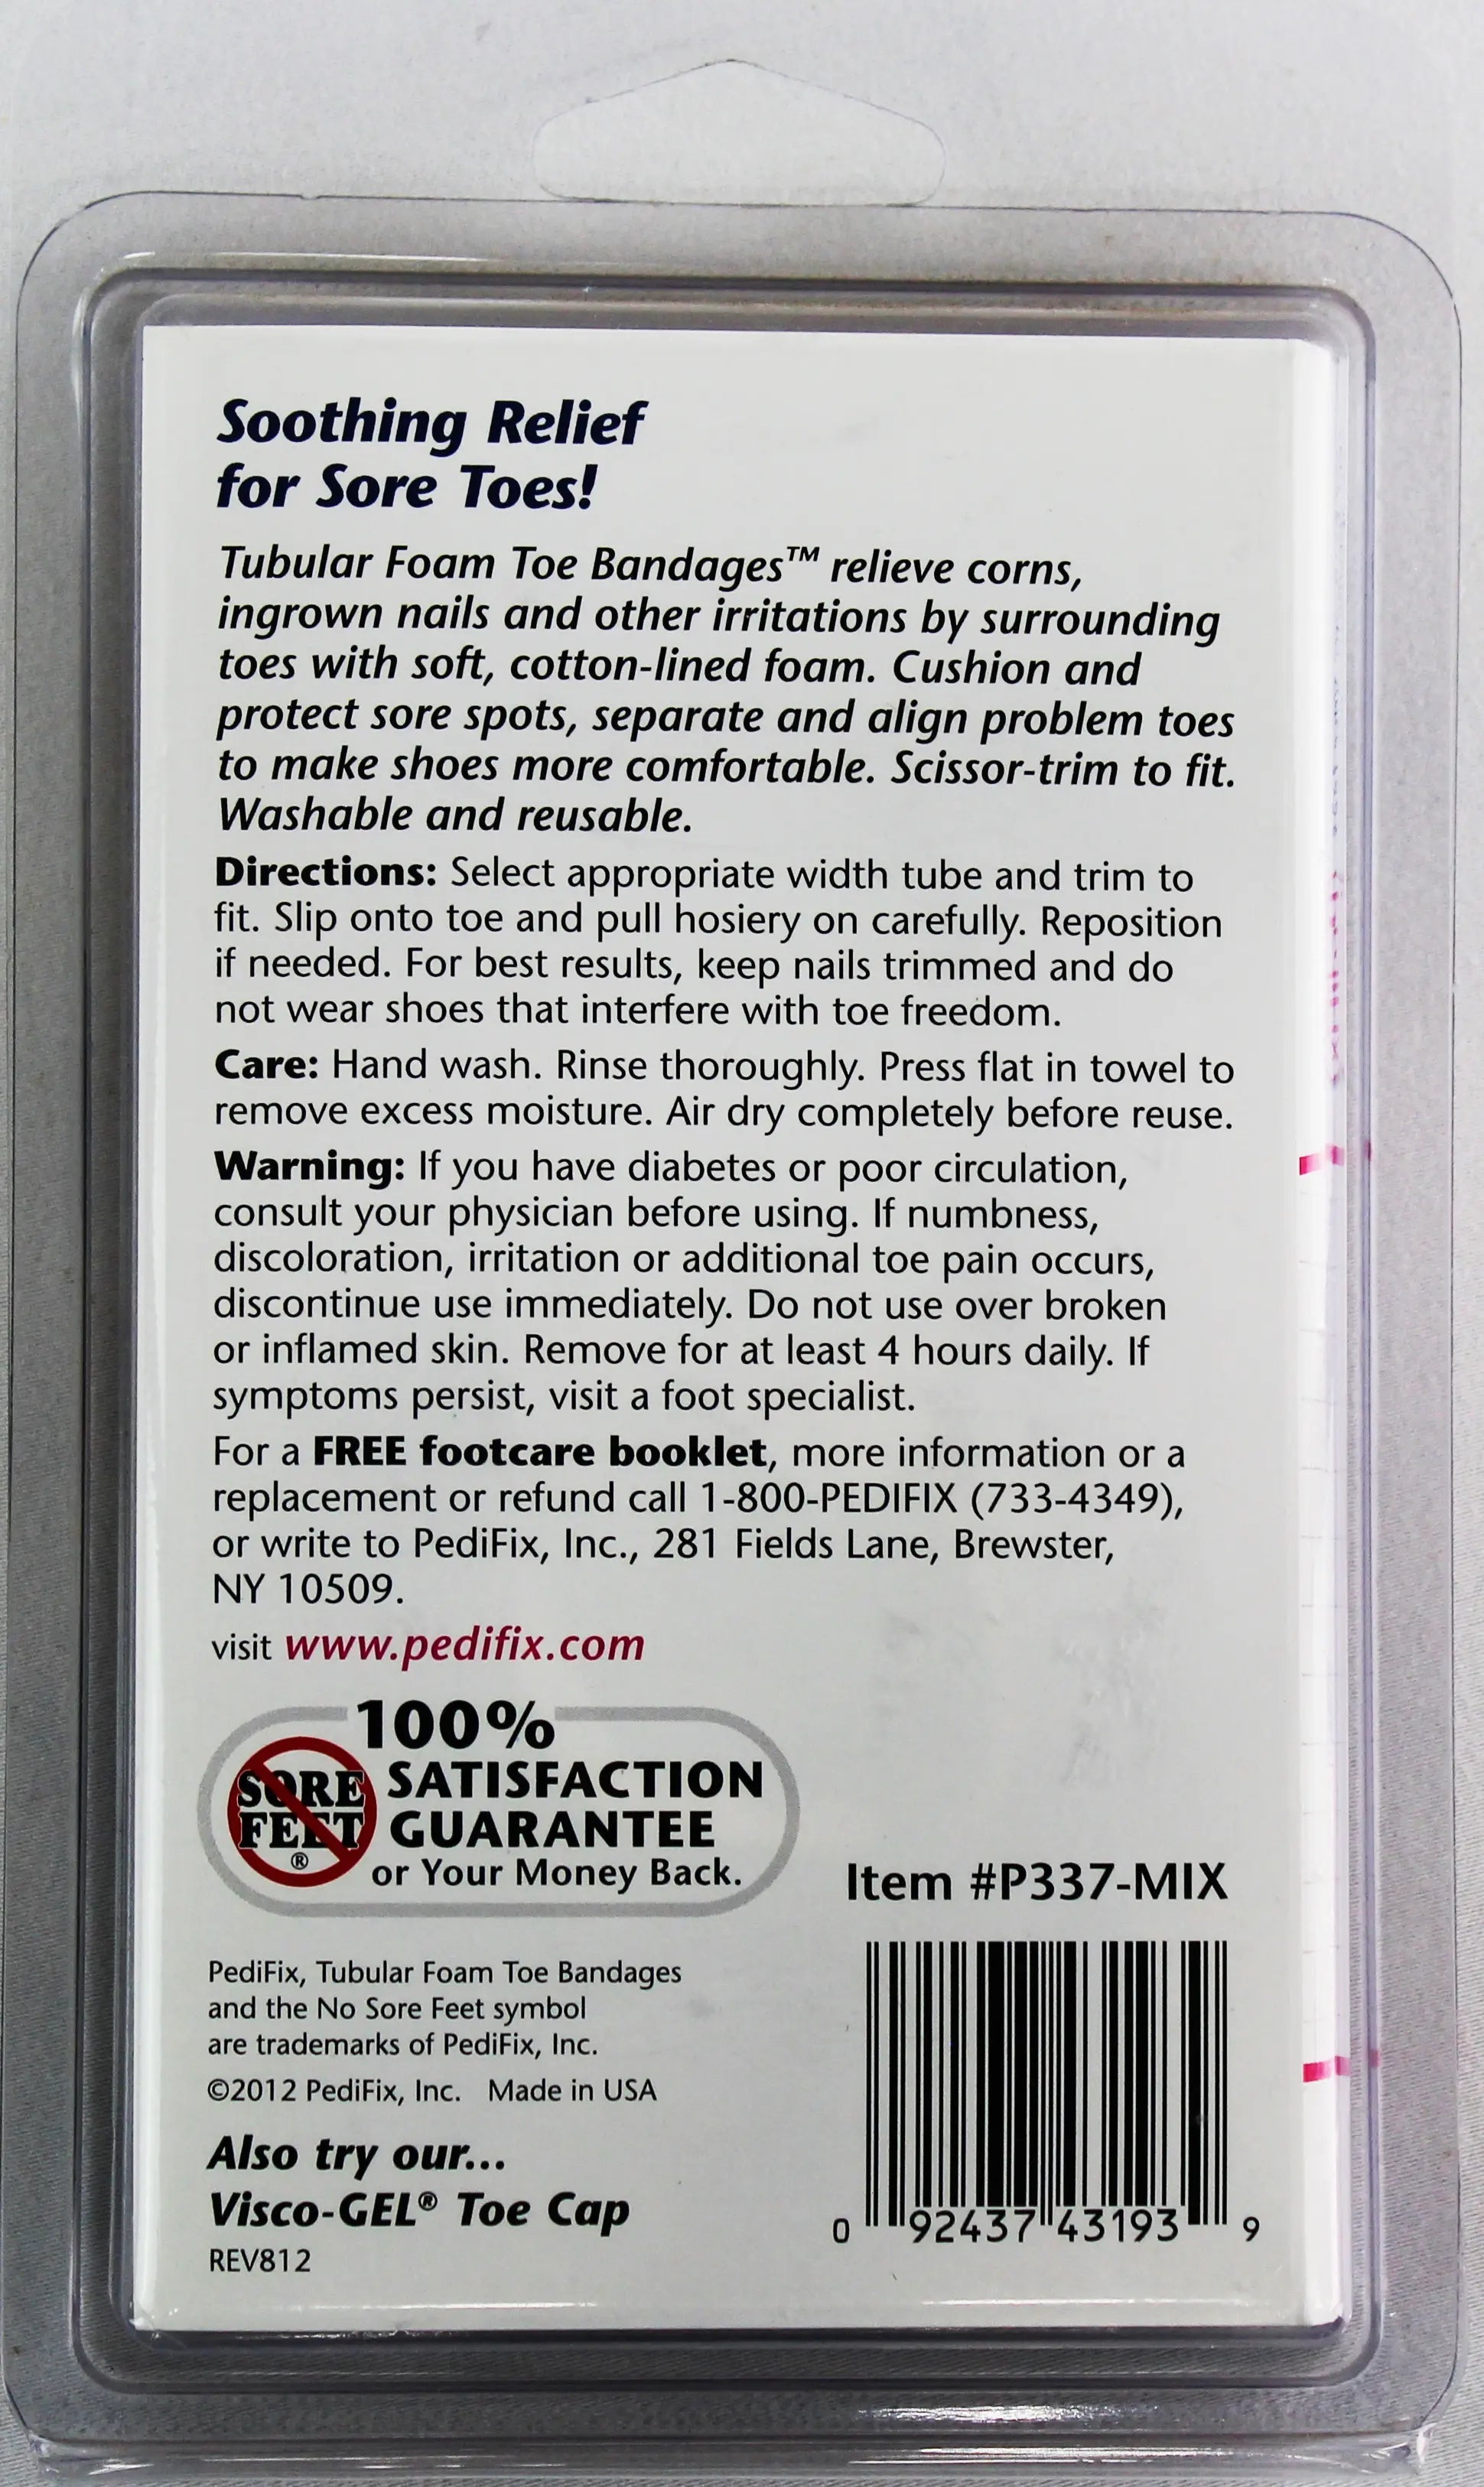 Soothing Relief
for Sore Toes!
Tubular Foam Toe Bandages™ relieve corns,
ingrown nails and other irritations by surrounding
toes with soft, cotton-lined foam. Cushion and
protect sore spots, separate and align problem toes
to make shoes more comfortable. Scissor-trim to fit.
Washable and reusable.
Directions: Select appropriate width tube and trim to
fit. Slip onto toe and pull hosiery on carefully. Reposition
if needed. For best results, keep nails trimmed and do
not wear shoes that interfere with toe freedom.
Care: Hand wash. Rinse thoroughly. Press flat in towel to
remove excess moisture. Air dry completely before reuse.
Warning: If you have diabetes or poor circulation,
consult your physician before using. If numbness,
discoloration, irritation or additional toe pain occurs,
discontinue use immediately. Do not use over broken
or inflamed skin. Remove for at least 4 hours daily. If
symptoms persist, visit a foot specialist.
For a FREE footcare booklet, more information or a
replacement or refund call 1-800-PEDIFIX (733-4349),
or write to PediFix, Inc., 281 Fields Lane, Brewster,
NY 10509.
visit www.pedifix.com
100%
SATISFACTION
GUARANTEE
or Your Money Back.
SORE
FEET
®
Item #P337-MIX
PediFix, Tubular Foam Toe Bandages
and the No Sore Feet symbol
are trademarks of PediFix, Inc.
©2012 PediFix, Inc. Made in USA
Also try our...
Visco-GEL® Toe Cap
REV812
0 92437 43193 9